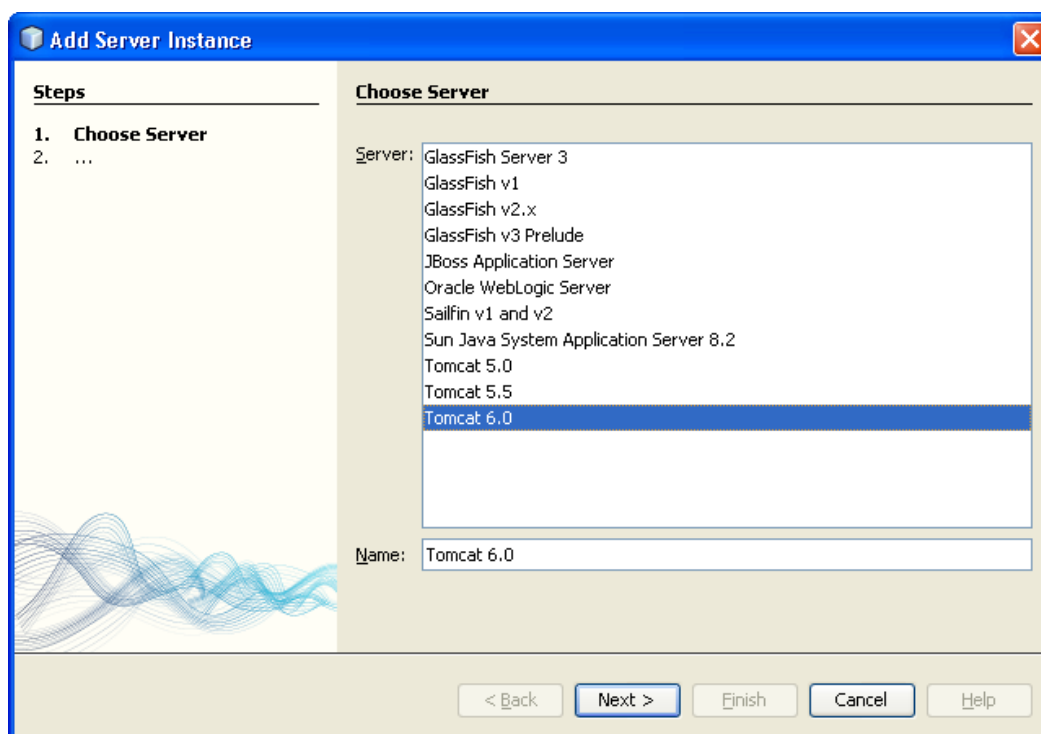 Add Server Instance
Steps
1. Choose Server
2. ...
Choose Server
Server:
GlassFish Server 3
GlassFish v1
GlassFish v2.x
GlassFish v3 Prelude
JBoss Application Server
Oracle WebLogic Server
Sailfin v1 and v2
Sun Java System Application Server 8.2
Tomcat 5.0
Tomcat 5.5
Tomcat 6.0
Name: Tomcat 6.0
< Back Next > Finish Cancel Help